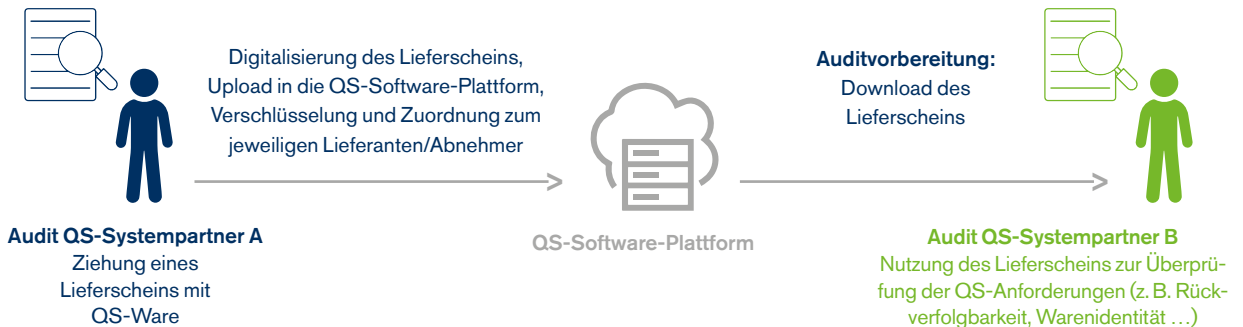 Digitalisierung des Lieferscheins,
Upload in die QS-Software-Plattform,
Verschlüsselung und Zuordnung zum
jeweiligen Lieferanten/Abnehmer
Auditvorbereitung:
Download des
Lieferscheins
Audit QS-Systempartner A
Ziehung eines
Lieferscheins mit
QS-Ware
QS-Software-Plattform
Audit QS-Systempartner B
Nutzung des Lieferscheins zur Überprü-
fung der QS-Anforderungen (z. B. Rück-
verfolgbarkeit, Warenidentität …)